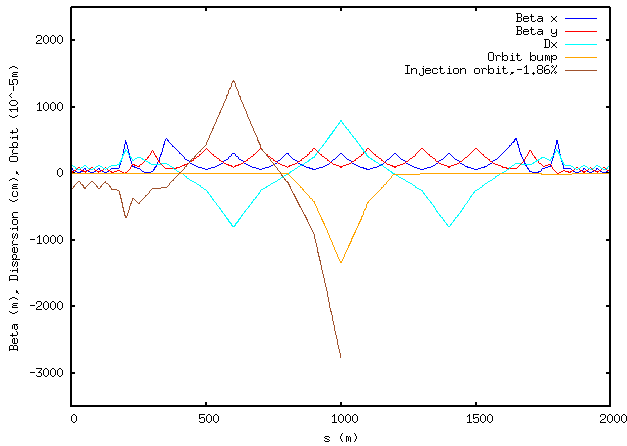 Beta x
Beta y
Dx
Orbit bump
Injection orbit,-1.86%
2000
1000
0
-1000
-2000
-3000
Beta (m), Dispersion (cm), Orbit (10^-5m)
0
500
1000
1500
2000
s (m)